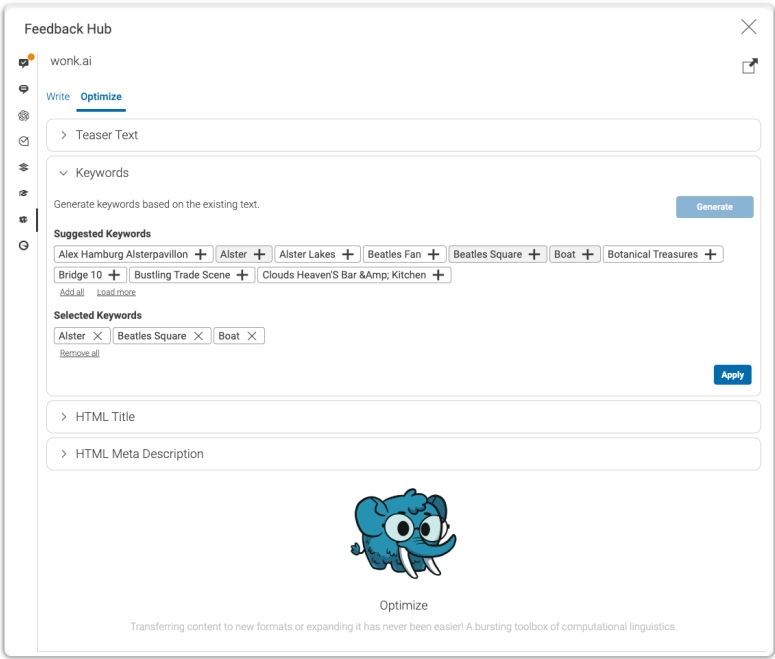 Feedback Hub
wonk.ai
Write Optimize
Teaser Text
Keywords
Generate keywords based on the existing text.
Generate
Suggested Keywords
Alex Hamburg Alsterpavillon Alster Alster Lakes Beatles Fan Beatles Square Boat Botanical Treasures
Bridge 10 Bustling Trade Scene Clouds Heaven'S Bar &Amp; Kitchen
Add all Load more
Selected Keywords
Alster Beatles Square Boat
Remove all
Apply
HTML Title
HTML Meta Description
Optimize
Transferring content to new formats or expanding it has never been easier! A bursting toolbox of computational linguistics.